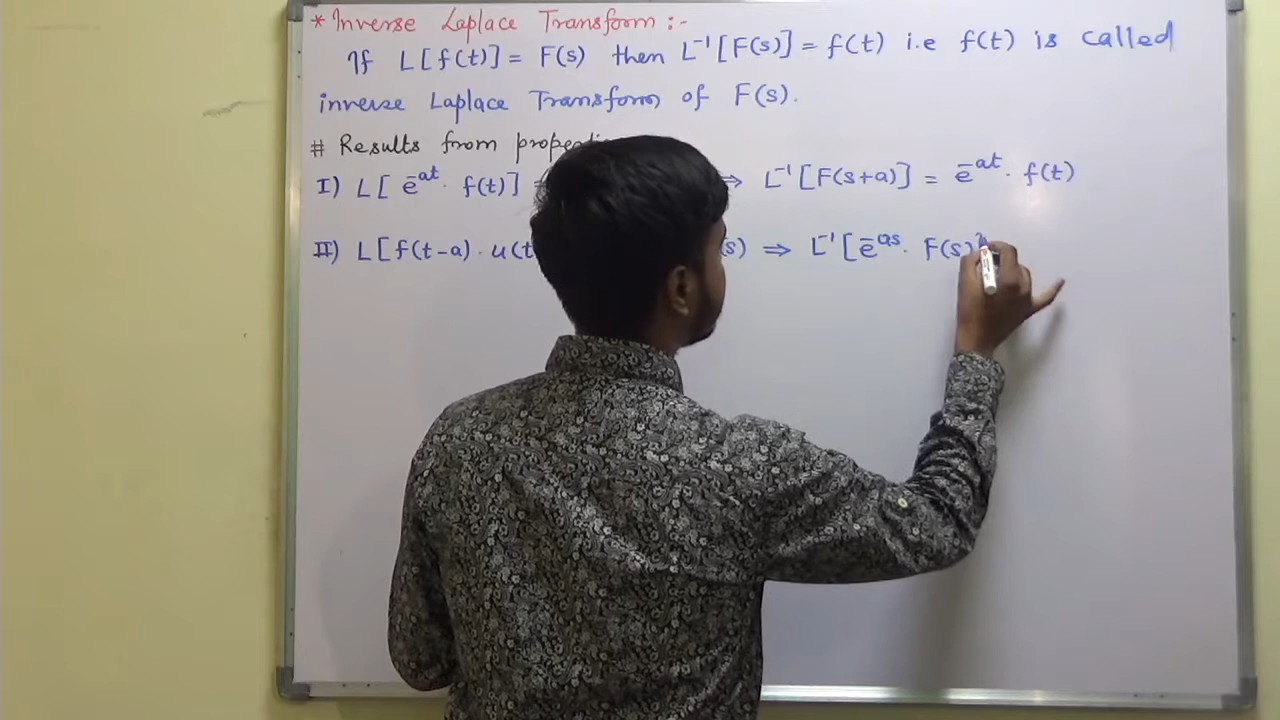 * Inverse Laplace Transform :-
If L[f(t)] = F(s) then L⁻¹[F(s)] = f(t) i.e f(t) is called
inverse Laplace Transform of F(s).
# Results from
I) L[ e⁻ᵃᵗ · f(t)] ⇒ L⁻¹[F(s+a)] = e⁻ᵃᵗ · f(t)
II) L[f(t-a) · u(t (s) ⇒ L⁻¹[e⁻ᵃˢ · F(s)